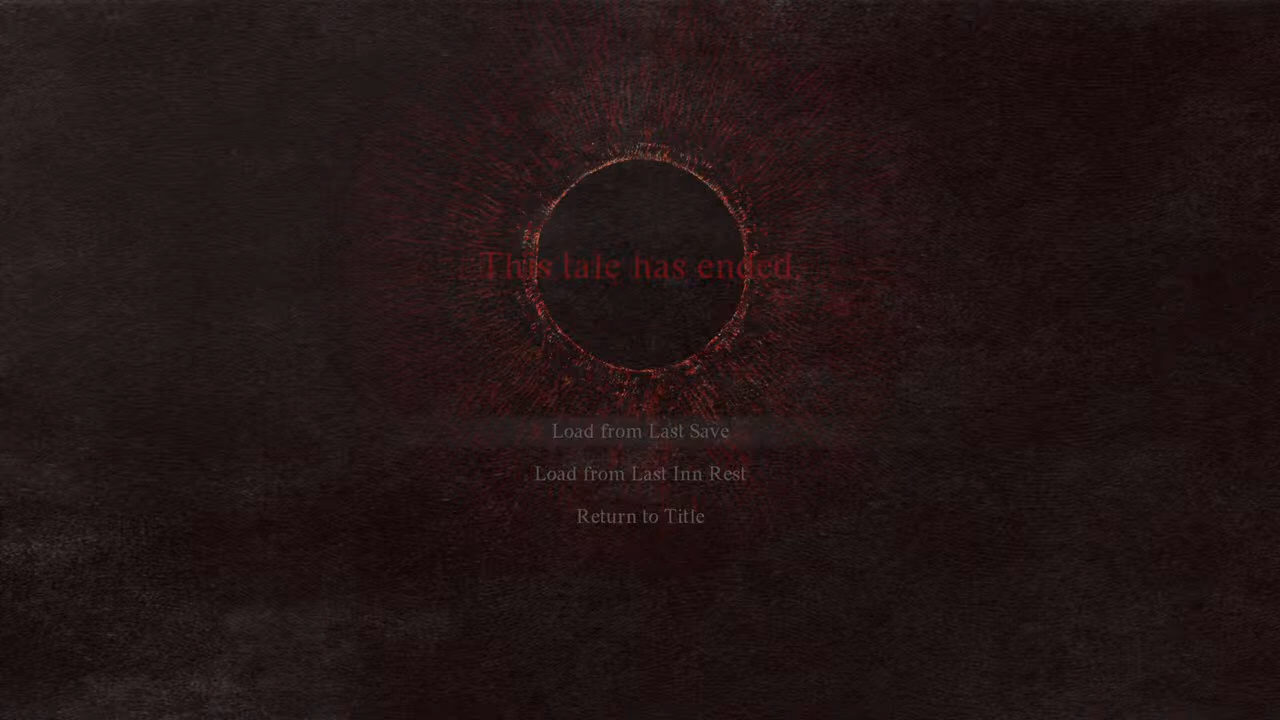 This tale has ended.
Load from Last Save
Load from Last Inn Rest
Return to Title